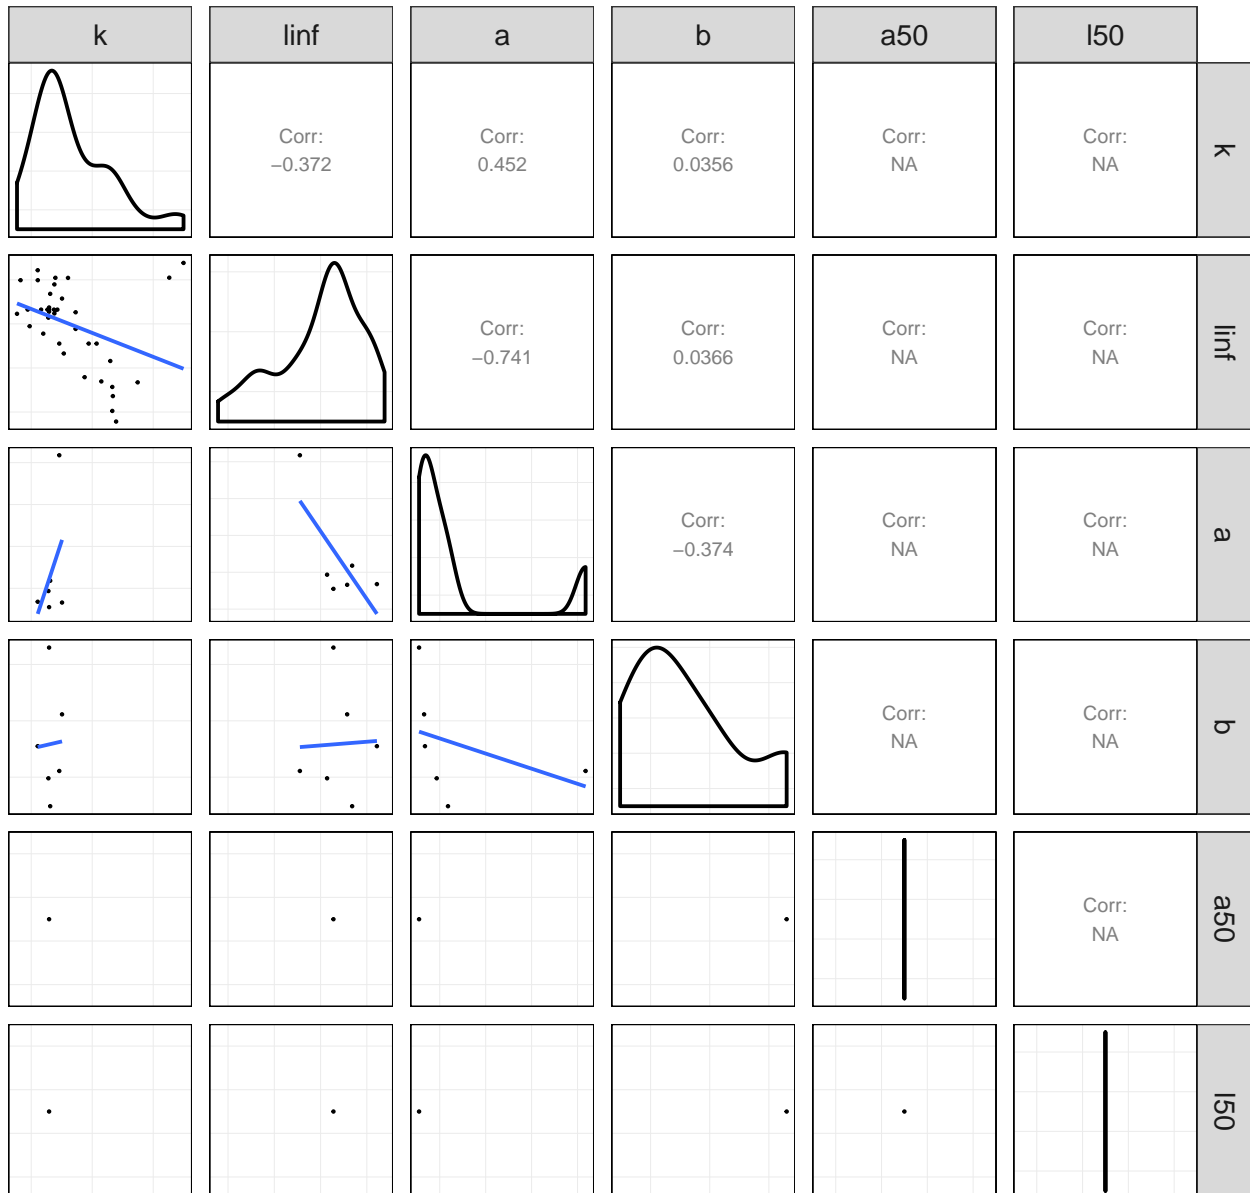 k linf a b a50 l50
Corr: Corr: Corr: Corr: Corr:
−0.372 0.452 0.0356 NA NA
k
Corr: Corr: Corr: Corr:
−0.741 0.0366 NA NA
linf
Corr: Corr: Corr:
−0.374 NA NA
a
Corr: Corr:
NA NA
b
Corr:
NA
a50
l50